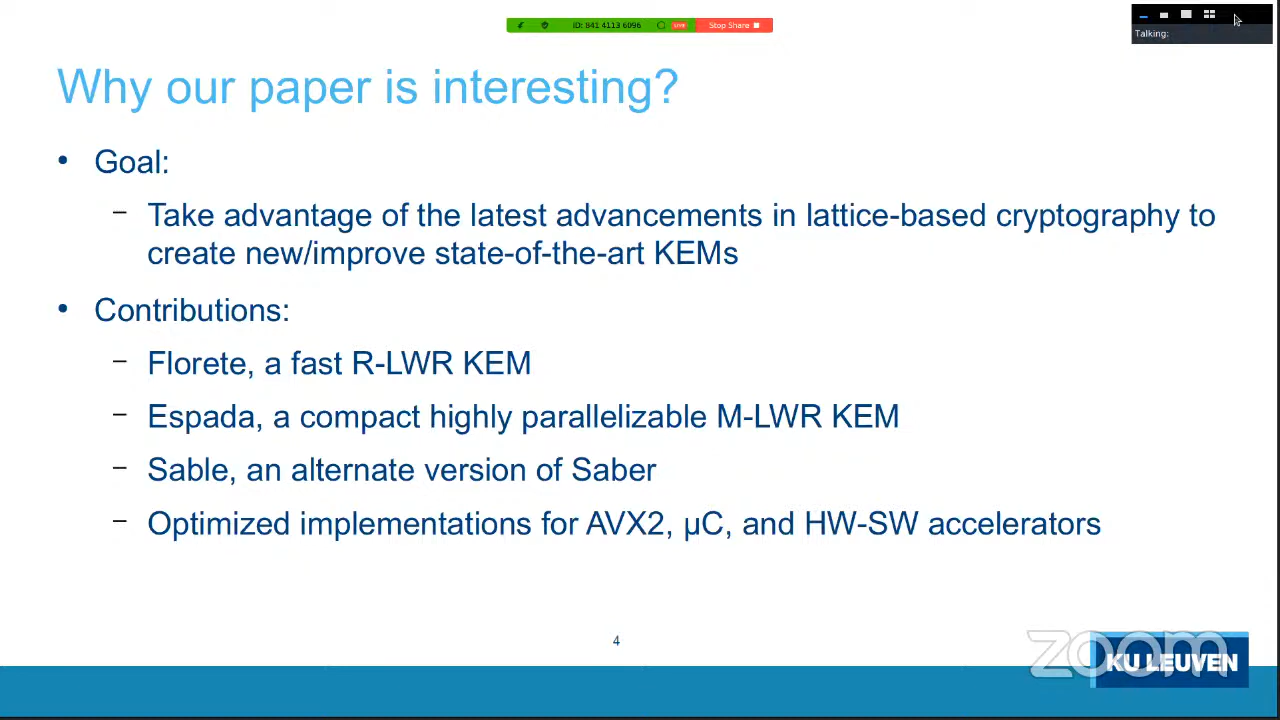 ID: 841 4113 6096 LIVE Stop Share
Talking:
Why our paper is interesting?
• Goal:
– Take advantage of the latest advancements in lattice-based cryptography to
create new/improve state-of-the-art KEMs
• Contributions:
– Florete, a fast R-LWR KEM
– Espada, a compact highly parallelizable M-LWR KEM
– Sable, an alternate version of Saber
– Optimized implementations for AVX2, µC, and HW-SW accelerators
4
zoom
KU LEUVEN